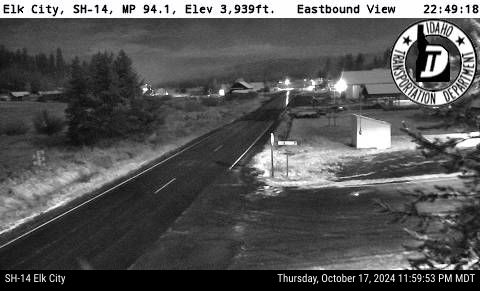 Elk City, SH-14, MP 94.1, Elev 3,939ft. Eastbound View 22:49:18
IDAHO
TRANSPORTATION DEPARTMENT
SH-14 Elk City Thursday, October 17, 2024 11:59:53 PM MDT